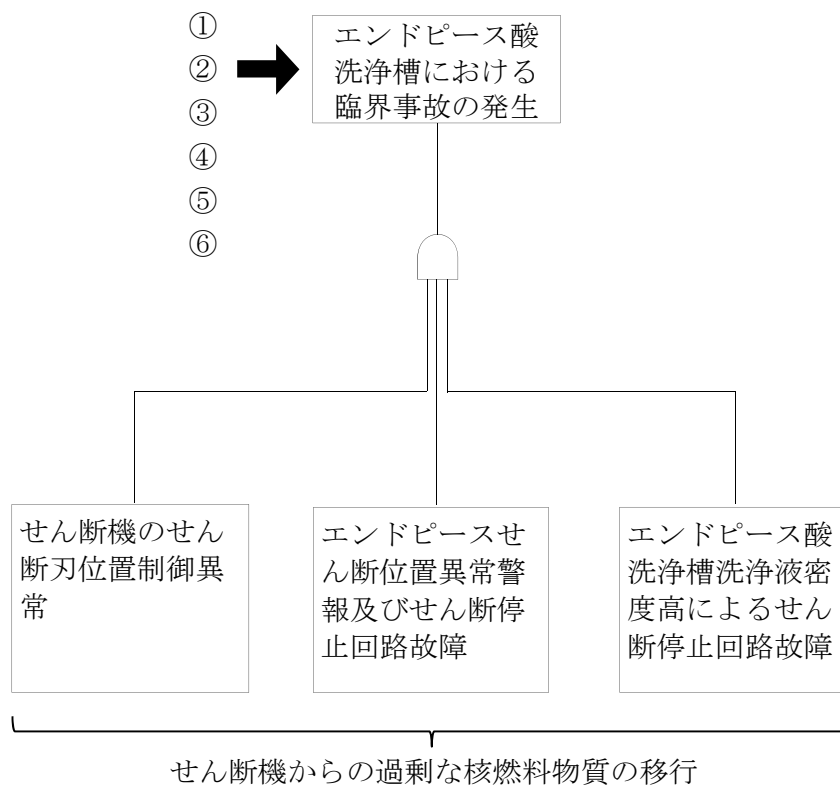 ①
②
③
④
⑤
⑥
エンドピース酸
洗浄槽における
臨界事故の発生
せん断機のせん
断刃位置制御異
常
エンドピースせ
ん断位置異常警
報及びせん断停
止回路故障
エンドピース酸
洗浄槽洗浄液密
度高によるせん
断停止回路故障
せん断機からの過剰な核燃料物質の移行